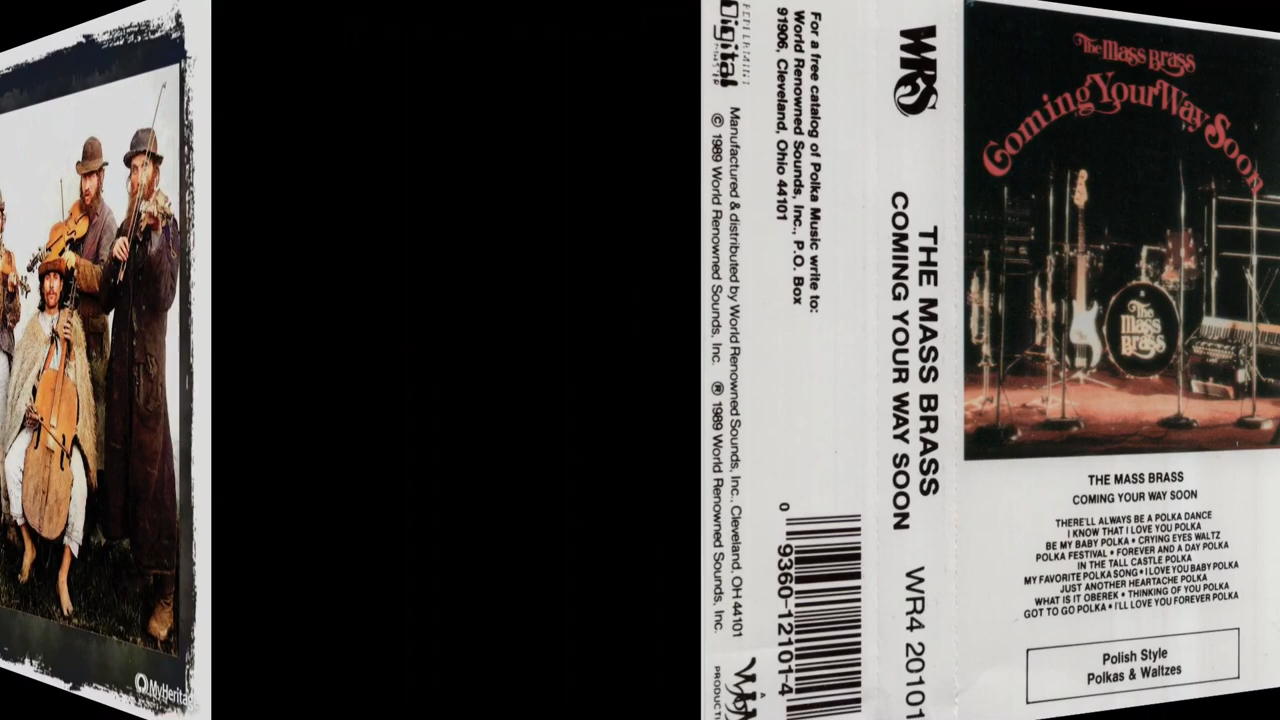 MyHerita
Digital
Manufactured & distributed by World Renowned Sounds, Inc., Cleveland, OH 44101
© 1989 World Renowned Sounds, Inc. ® 1989 World Renowned Sounds, Inc.
For a free catalog of Polka Music write to:
World Renowned Sounds, Inc., P.O. Box
91906, Cleveland, Ohio 44101
0 9360-12101-4
WRS
THE MASS BRASS
COMING YOUR WAY SOON
WR4 20101
The Mass Brass
Coming Your Way Soon
The
Mass
Brass
THE MASS BRASS
COMING YOUR WAY SOON
THERE'LL ALWAYS BE A POLKA DANCE
I KNOW THAT I LOVE YOU POLKA
BE MY BABY POLKA • CRYING EYES WALTZ
POLKA FESTIVAL • FOREVER AND A DAY POLKA
IN THE TALL CASTLE POLKA
MY FAVORITE POLKA SONG • I LOVE YOU BABY POLKA
JUST ANOTHER HEARTACHE POLKA
WHAT IS IT OBEREK • THINKING OF YOU POLKA
GOT TO GO POLKA • I'LL LOVE YOU FOREVER POLKA
Polish Style
Polkas & Waltzes